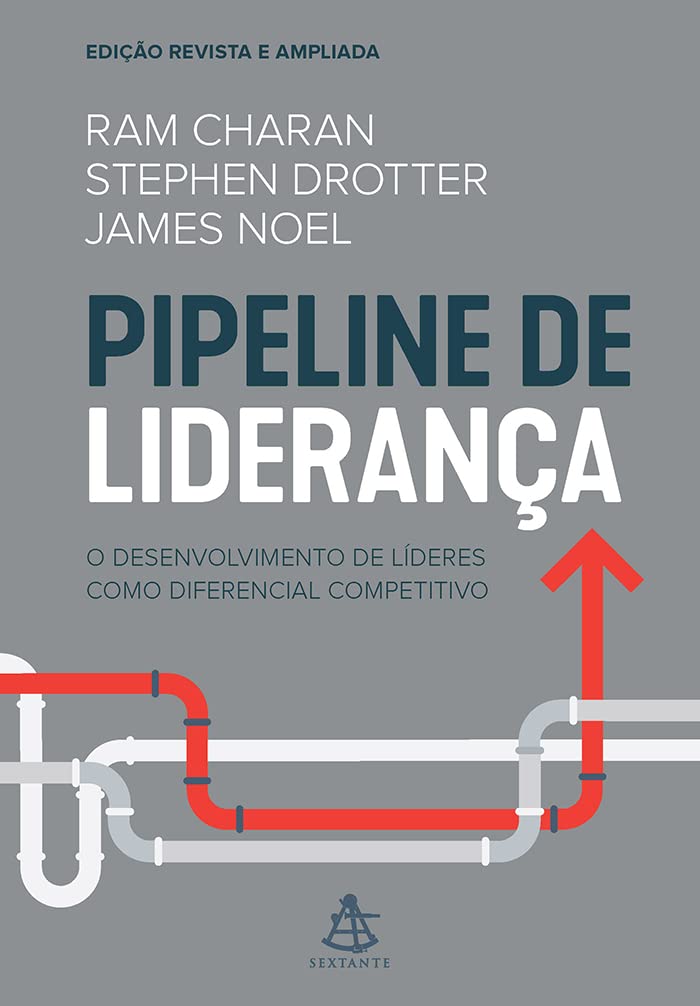 EDIÇÃO REVISTA E AMPLIADA
RAM CHARAN
STEPHEN DROTTER
JAMES NOEL
PIPELINE DE
LIDERANÇA
O DESENVOLVIMENTO DE LÍDERES
COMO DIFERENCIAL COMPETITIVO
SEXTANTE